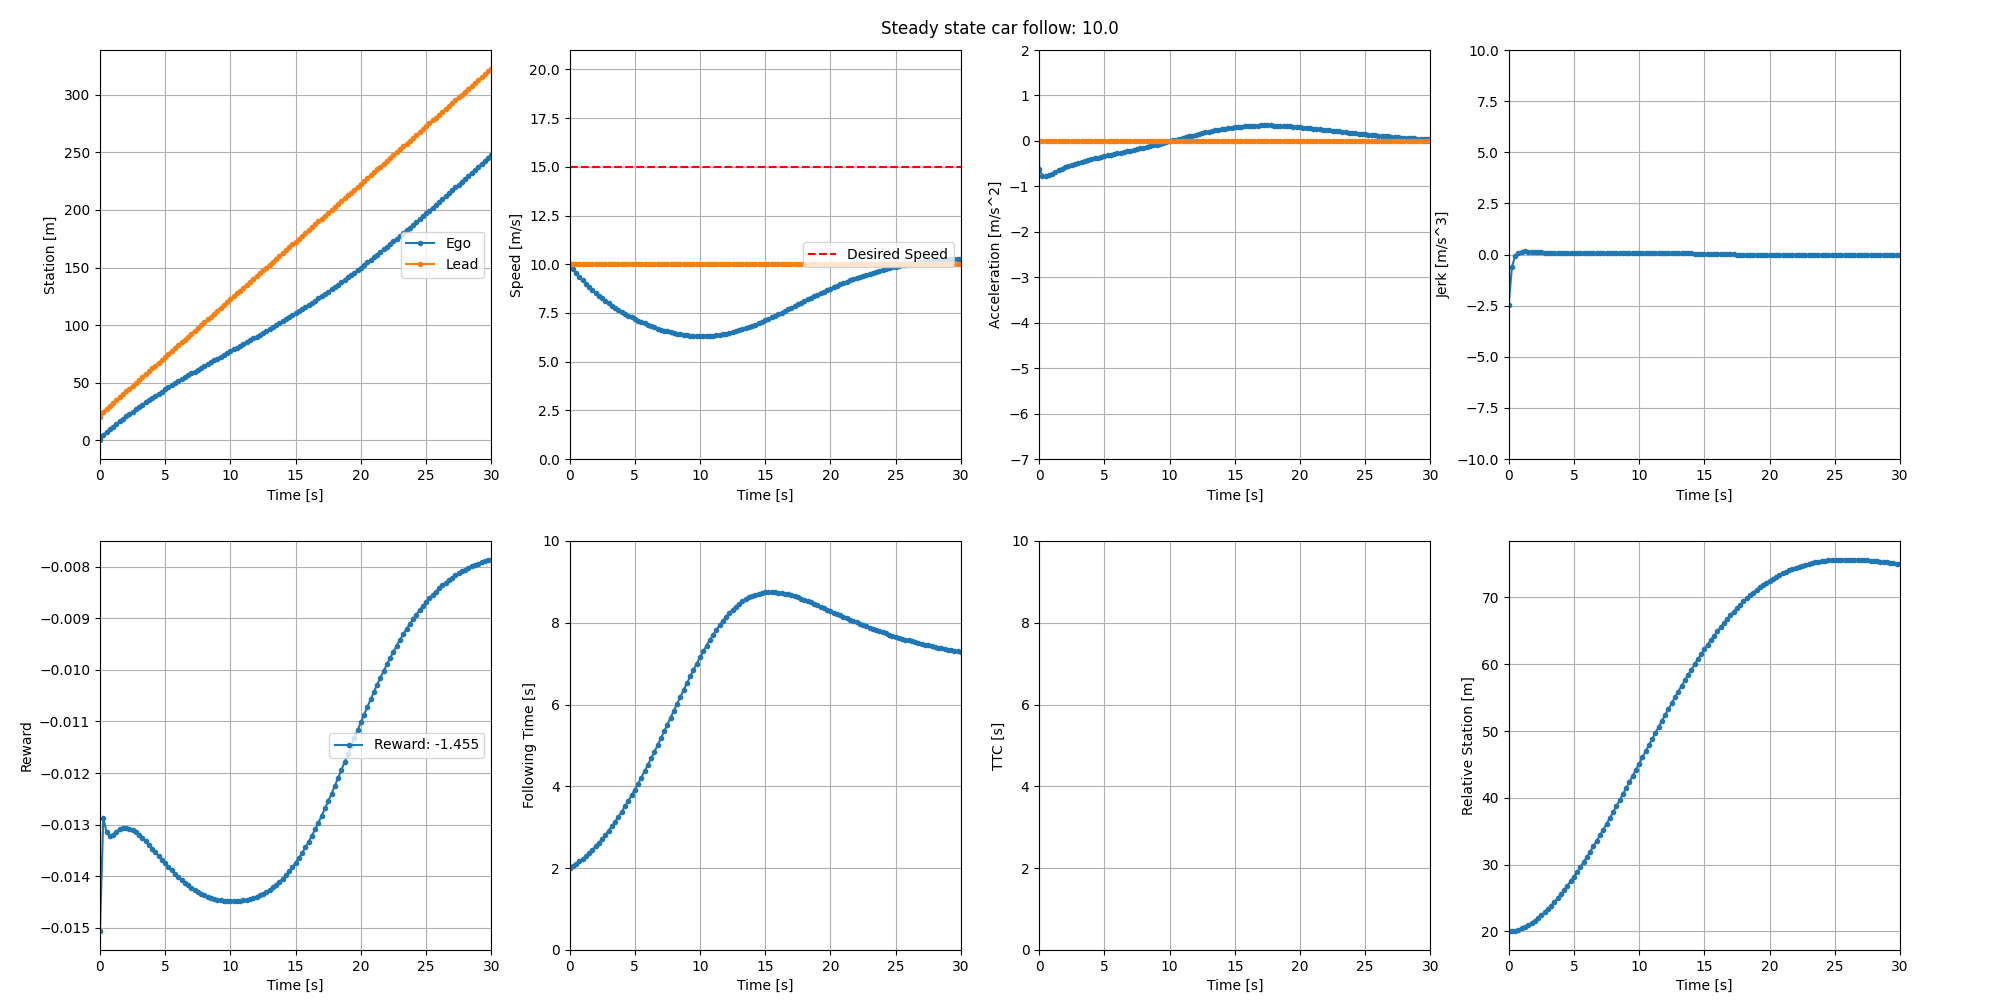 Steady state car follow: 10.0
Station [m]
300
250
200
150
100
50
0
Ego
Lead
0 5 10 15 20 25 30
Time [s]
Speed [m/s]
20.0
17.5
15.0
12.5
10.0
7.5
5.0
2.5
0.0
Desired Speed
0 5 10 15 20 25 30
Time [s]
Acceleration [m/s^2]
2
1
0
−1
−2
−3
−4
−5
−6
−7
0 5 10 15 20 25 30
Time [s]
Jerk [m/s^3]
10.0
7.5
5.0
2.5
0.0
−2.5
−5.0
−7.5
−10.0
0 5 10 15 20 25 30
Time [s]
Reward
−0.008
−0.009
−0.010
−0.011
−0.012
−0.013
−0.014
−0.015
Reward: -1.455
0 5 10 15 20 25 30
Time [s]
Following Time [s]
10
8
6
4
2
0
0 5 10 15 20 25 30
Time [s]
TTC [s]
10
8
6
4
2
0
0 5 10 15 20 25 30
Time [s]
Relative Station [m]
70
60
50
40
30
20
0 5 10 15 20 25 30
Time [s]